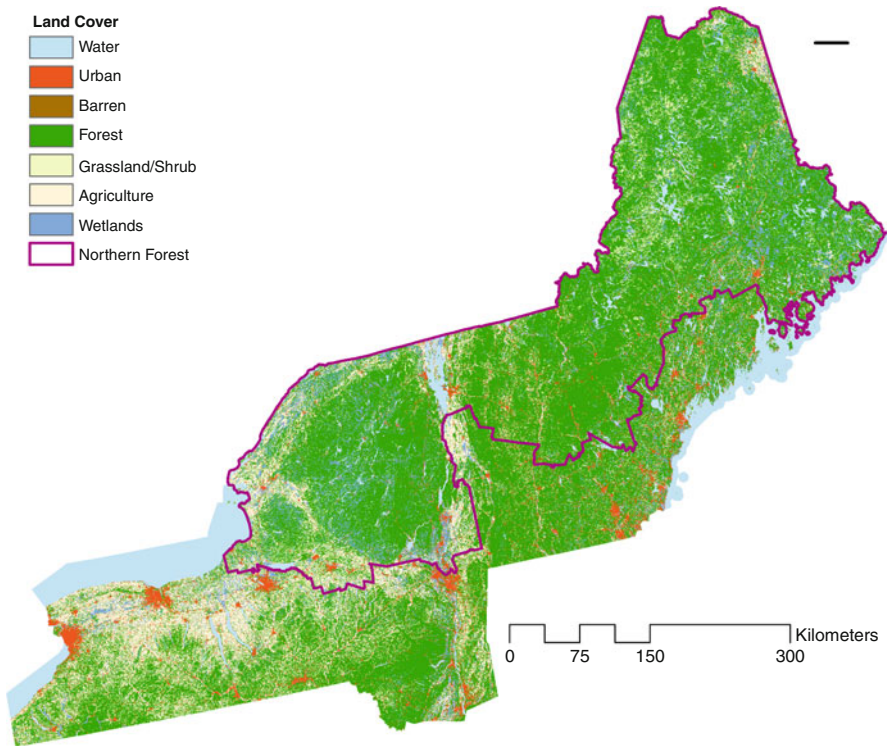 Land Cover
Water
Urban
Barren
Forest
Grassland/Shrub
Agriculture
Wetlands
Northern Forest
Kilometers
0 75 150 300